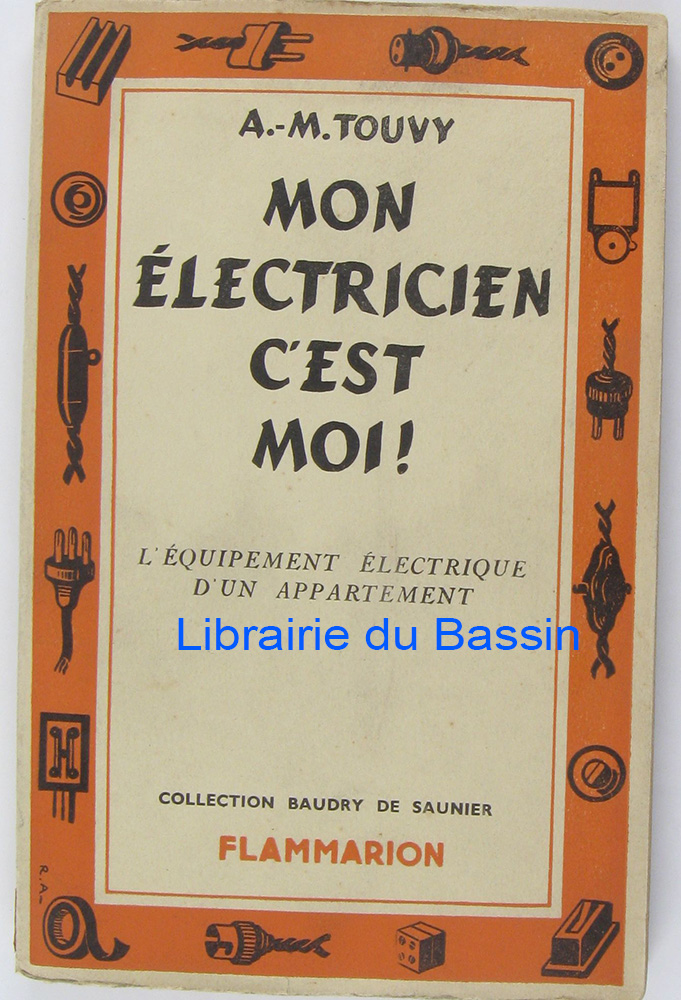 A.-M. TOUVY
MON
ÉLECTRICIEN
C'EST
MOI!
L'ÉQUIPEMENT ÉLECTRIQUE
D'UN APPARTEMENT
Librairie du Bassin
COLLECTION BAUDRY DE SAUNIER
FLAMMARION
R.A-